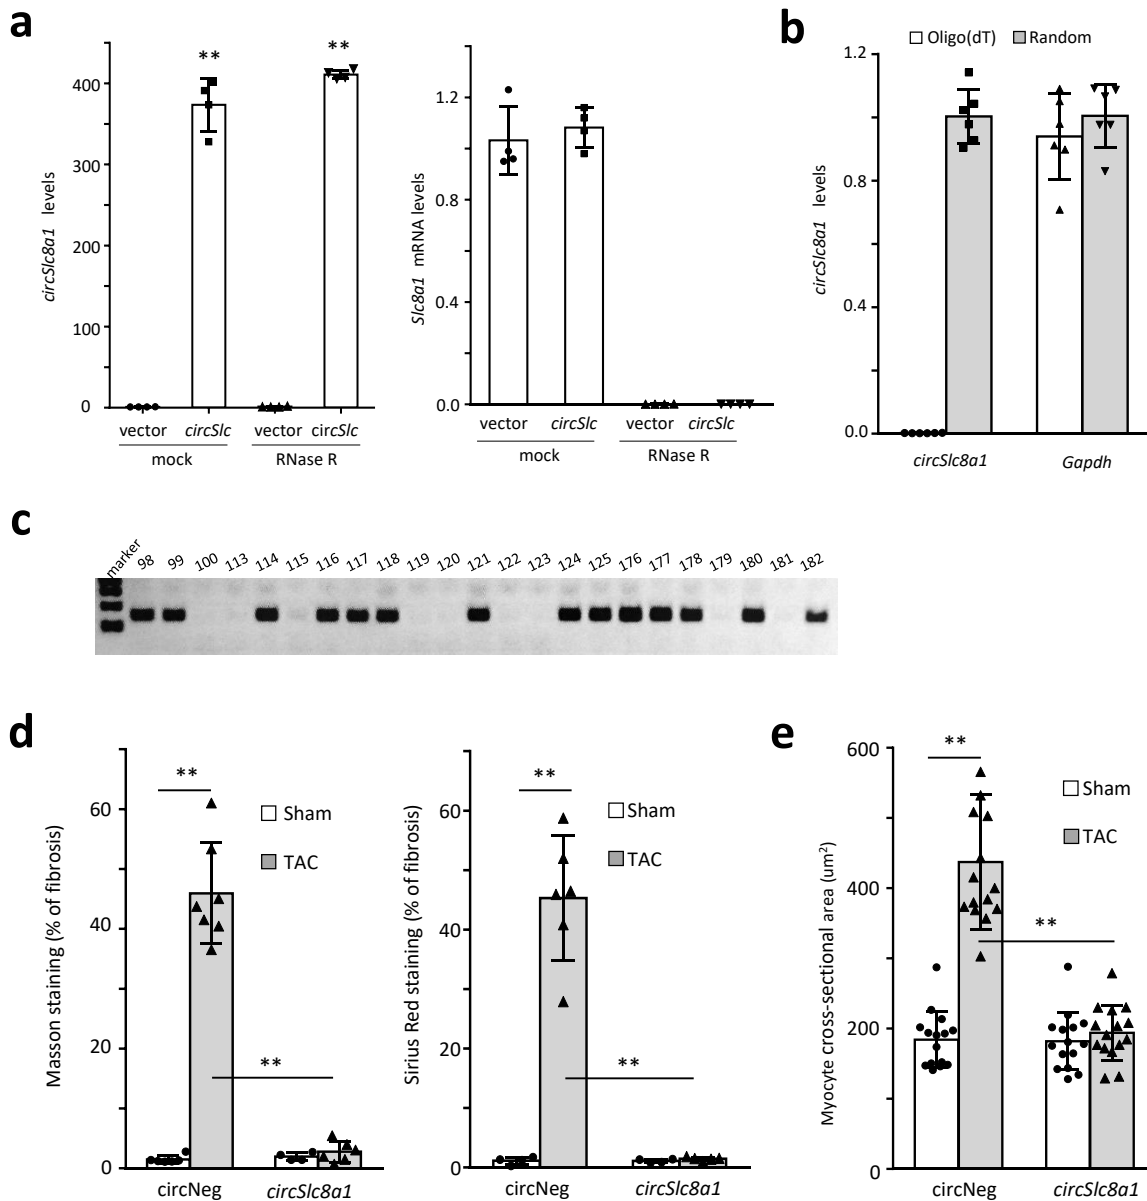 a
circSlc8a1 levels
400
300
200
100
0
**
**
vector circSlc vector circSlc
mock RNase R
Slc8a1 mRNA levels
1.2
0.8
0.4
0.0
vector circSlc vector circSlc
mock RNase R
b
Oligo(dT) Random
circSlc8a1 levels
1.2
0.8
0.4
0.0
circSlc8a1 Gapdh
c
marker 98 99 100 113 114 115 116 117 118 119 120 121 122 123 124 125 176 177 178 179 180 181 182
d
Masson staining (% of fibrosis)
60
40
20
0
**
**
Sham
TAC
circNeg circSlc8a1
Sirius Red staining (% of fibrosis)
60
40
20
0
**
**
Sham
TAC
circNeg circSlc8a1
e
Myocyte cross-sectional area (um²)
600
400
200
0
**
**
Sham
TAC
circNeg circSlc8a1